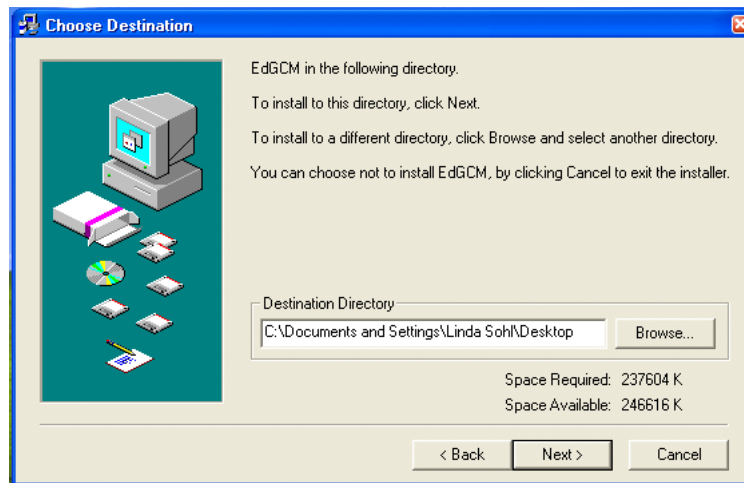 Choose Destination
EdGCM in the following directory.
To install to this directory, click Next.
To install to a different directory, click Browse and select another directory.
You can choose not to install EdGCM, by clicking Cancel to exit the installer.
Destination Directory
C:\Documents and Settings\Linda Sohl\Desktop
Browse...
Space Required: 237604 K
Space Available: 246616 K
< Back
Next >
Cancel